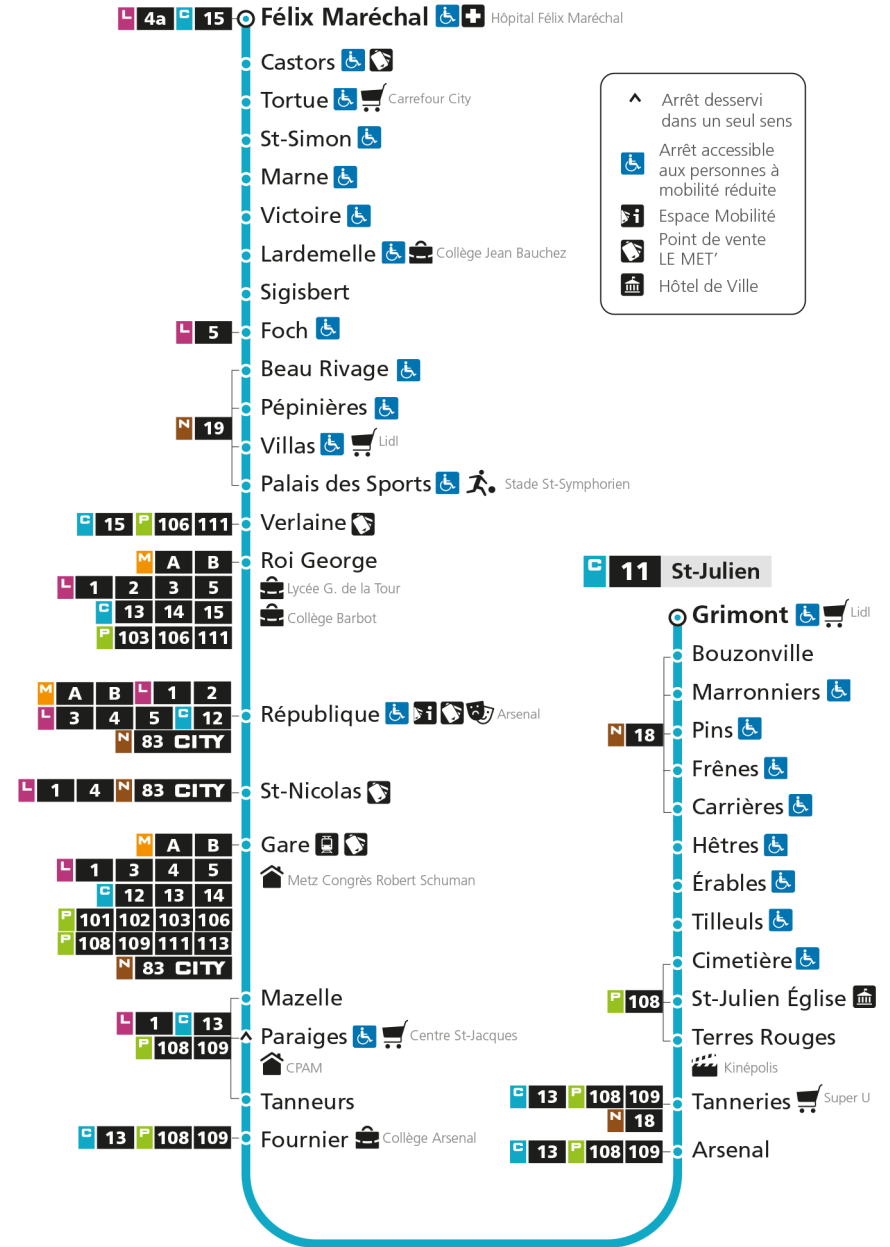 L 4a C 15 Félix Maréchal Hôpital Félix Maréchal
Castors
Tortue Carrefour City
St-Simon
Marne
Victoire
Lardemelle Collège Jean Bauchez
Sigisbert
L 5 Foch
Beau Rivage
Pépinières
N 19
Villas Lidl
Palais des Sports Stade St-Symphorien
C 15 P 106 111 Verlaine
M A B Roi George
L 1 2 3 5 Lycée G. de la Tour
C 13 14 15 Collège Barbot
P 103 106 111
M A B L 1 2
L 3 4 5 C 12 République i Arsenal
N 83 CITY
L 1 4 N 83 CITY St-Nicolas
M A B Gare
L 1 3 4 5 Metz Congrès Robert Schuman
C 12 13 14
P 101 102 103 106
P 108 109 111 113
N 83 CITY
Mazelle
L 1 C 13 Paraiges Centre St-Jacques
P 108 109 CPAM
Tanneurs
C 13 P 108 109 Fournier Collège Arsenal
Arrêt desservi
dans un seul sens
Arrêt accessible
aux personnes à
mobilité réduite
i Espace Mobilité
Point de vente
LE MET'
Hôtel de Ville
C 11 St-Julien
Grimont Lidl
Bouzonville
Marronniers
N 18 Pins
Frênes
Carrières
Hêtres
Érables
Tilleuls
Cimetière
P 108 St-Julien Église
Terres Rouges
Kinépolis
C 13 P 108 109 Tanneries Super U
N 18
C 13 P 108 109 Arsenal